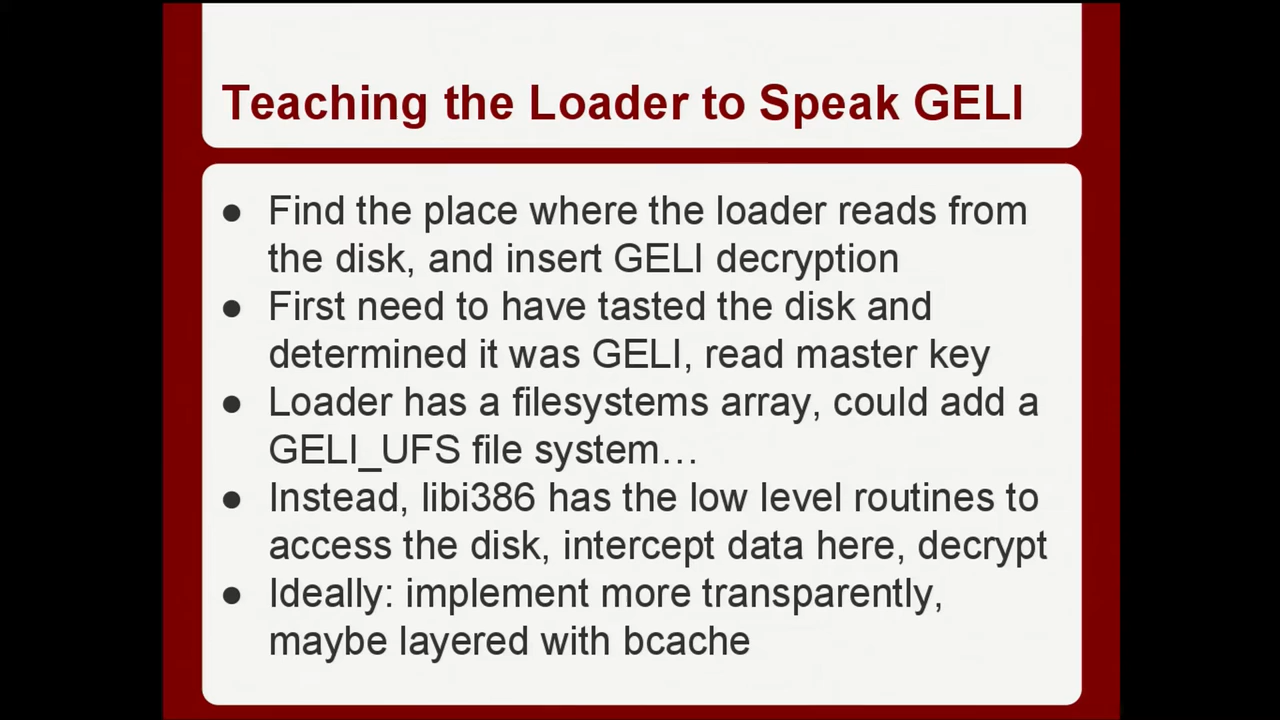 Teaching the Loader to Speak GELI
● Find the place where the loader reads from
the disk, and insert GELI decryption
● First need to have tasted the disk and
determined it was GELI, read master key
● Loader has a filesystems array, could add a
GELI_UFS file system…
● Instead, libi386 has the low level routines to
access the disk, intercept data here, decrypt
● Ideally: implement more transparently,
maybe layered with bcache